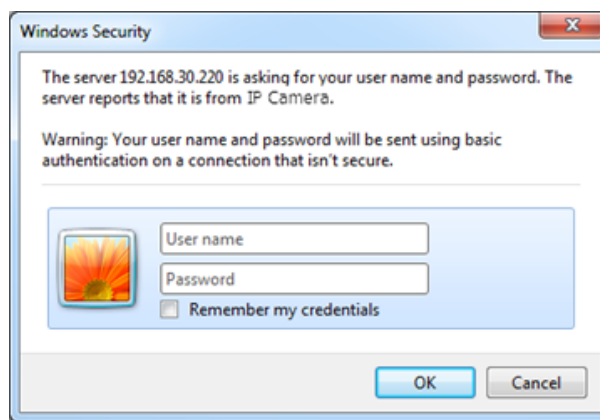 Windows Security
The server 192.168.30.220 is asking for your user name and password. The
server reports that it is from IP Camera.
Warning: Your user name and password will be sent using basic
authentication on a connection that isn't secure.
User name
Password
Remember my credentials
OK
Cancel